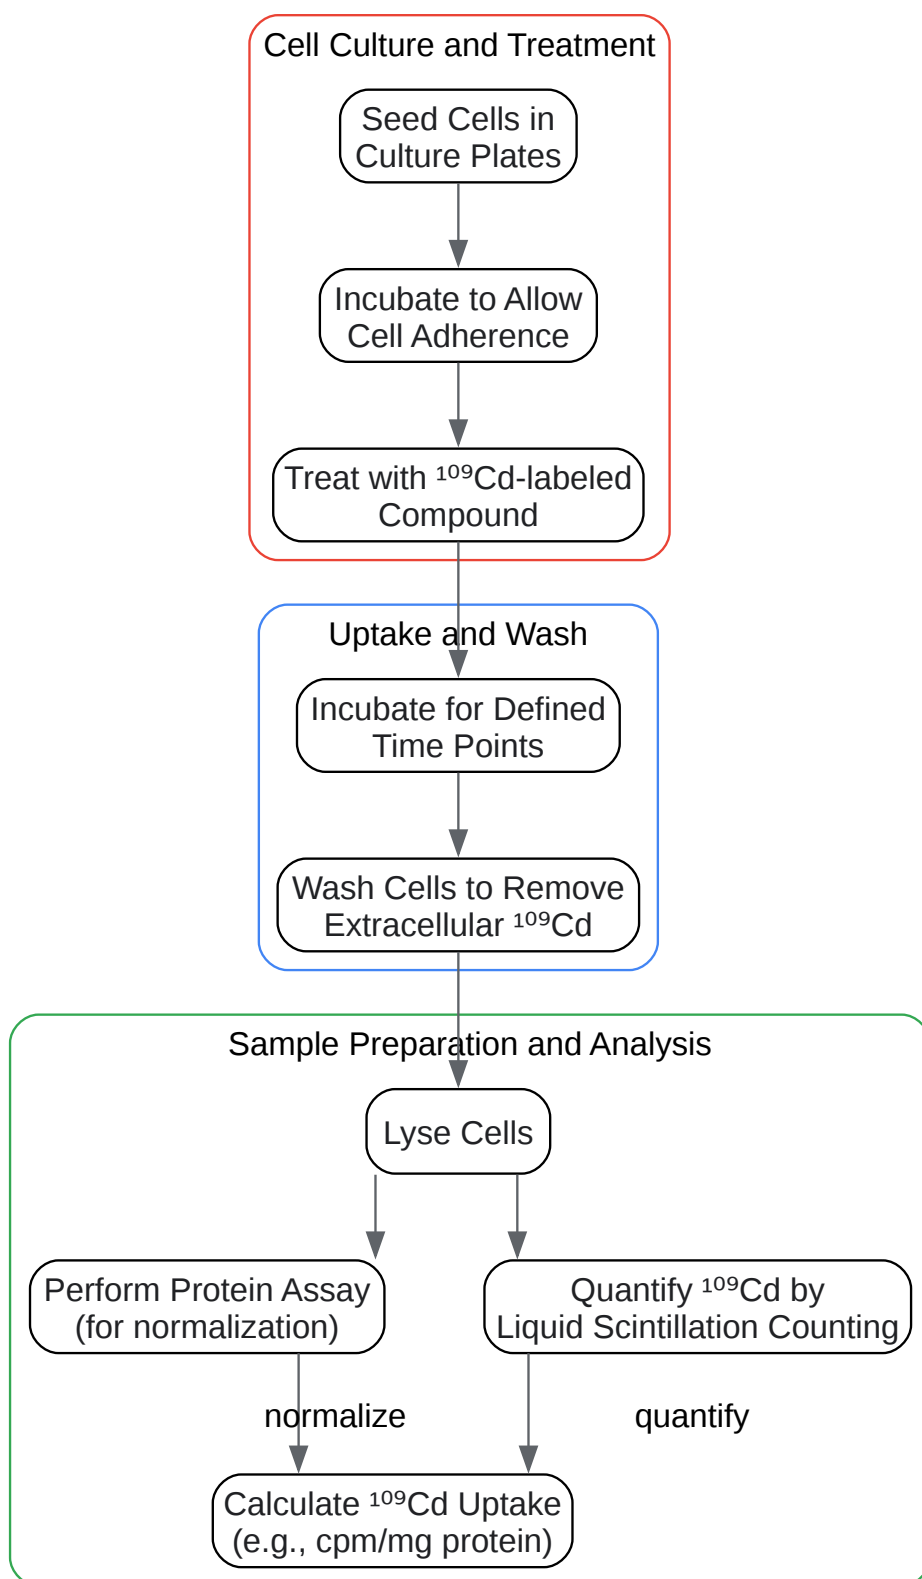 Cell Culture and Treatment
Seed Cells in
Culture Plates
Incubate to Allow
Cell Adherence
Treat with ¹⁰⁹Cd-labeled
Compound
Uptake and Wash
Incubate for Defined
Time Points
Wash Cells to Remove
Extracellular ¹⁰⁹Cd
Sample Preparation and Analysis
Lyse Cells
Perform Protein Assay
(for normalization)
Quantify ¹⁰⁹Cd by
Liquid Scintillation Counting
normalize
quantify
Calculate ¹⁰⁹Cd Uptake
(e.g., cpm/mg protein)